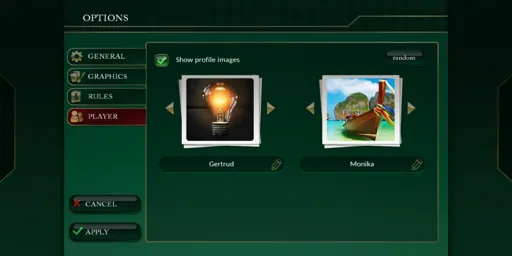 OPTIONS
GENERAL
GRAPHICS
RULES
PLAYER
Show profile images
random
Gertrud
Monika
CANCEL
APPLY